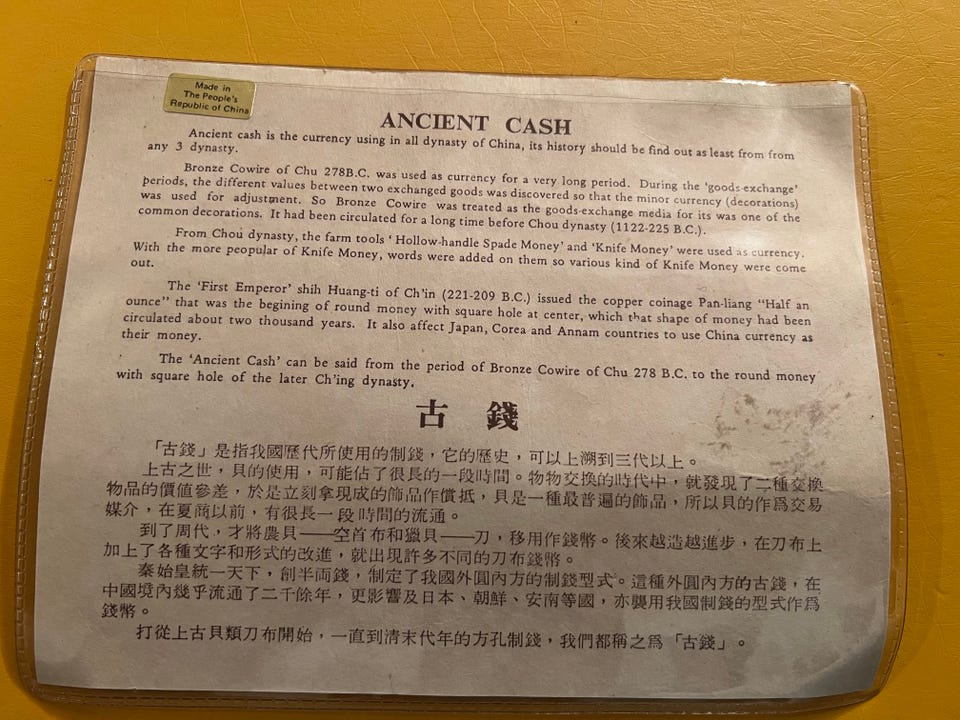 Made in
The People's
Republic of China
ANCIENT CASH
Ancient cash is the currency using in all dynasty of China, its history should be find out as least from from
any 3 dynasty.
Bronze Cowire of Chu 278B.C. was used as currency for a very long period. During the 'goods-exchange'
periods, the different values between two exchanged goods was discovered so that the minor currency (decorations)
was used for adjustment. So Bronze Cowire was treated as the goods-exchange media for its was one of the
common decorations. It had been circulated for a long time before Chou dynasty (1122-225 B.C.).
From Chou dynasty, the farm tools 'Hollow-handle Spade Money' and 'Knife Money' were used as currency.
With the more peopular of Knife Money, words were added on them so various kind of Knife Money were come
out.
The 'First Emperor' shih Huang-ti of Ch'in (221-209 B.C.) issued the copper coinage Pan-liang "Half an
ounce" that was the begining of round money with square hole at center, which that shape of money had been
circulated about two thousand years. It also affect Japan, Corea and Annam countries to use China currency as
their money.
The 'Ancient Cash' can be said from the period of Bronze Cowire of Chu 278 B.C. to the round money
with square hole of the later Ch'ing dynasty.
古 錢
「古錢」是指我國歷代所使用的制錢，它的歷史，可以上溯到三代以上。
上古之世，貝的使用，可能佔了很長的一段時間。物物交換的時代中，就發現了二種交換
物品的價值參差，於是立刻拿現成的飾品作償抵，貝是一種最普遍的飾品，所以貝的作爲交易
媒介，在夏商以前，有很長一段時間的流通。
到了周代，才將農具——空首布和獵具——刀，移用作錢幣。後來越造越進步，在刀布上
加上了各種文字和形式的改進，就出現許多不同的刀布錢幣。
秦始皇統一天下，創半両錢，制定了我國外圓內方的制錢型式。這種外圓內方的古錢，在
中國境內幾乎流通了二千餘年，更影響及日本、朝鮮、安南等國，亦襲用我國制錢的型式作爲
錢幣。
打從上古貝類刀布開始，一直到清末代年的方孔制錢，我們都稱之爲「古錢」。